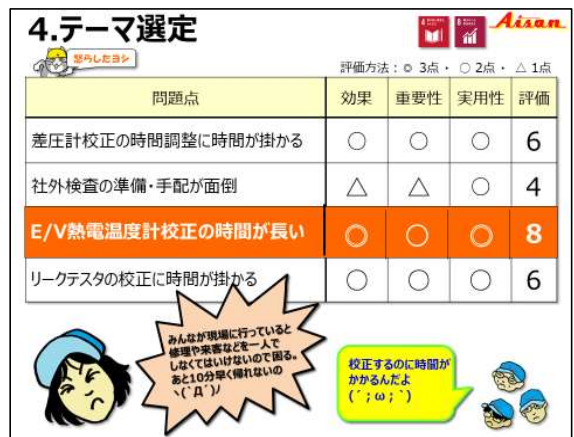 4.テーマ選定
Aisan
怒らしたヨシ
評価方法：◎ 3点・ ○ 2点・ △ 1点
問題点 効果 重要性 実用性 評価
差圧計校正の時間調整に時間が掛かる ○ ○ ○ 6
社外検査の準備・手配が面倒 △ △ ○ 4
E/V熱電温度計校正の時間が長い ◎ ○ ◎ 8
リークテスタの校正に時間が掛かる ○ ○ ○ 6
みんなが現場に行っていると
修理や来客などを一人で
しなくてはいけないので困る。
あと10分早く帰れないの
ヽ(｀Д´)ﾉ
校正するのに時間が
かかるんだよ
(´；ω；`)